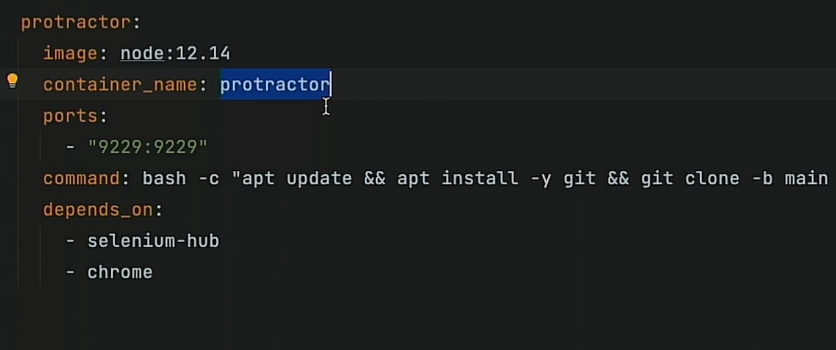 protractor:
image: node:12.14
container_name: protractor
ports:
- "9229:9229"
command: bash -c "apt update && apt install -y git && git clone -b main
depends_on:
- selenium-hub
- chrome